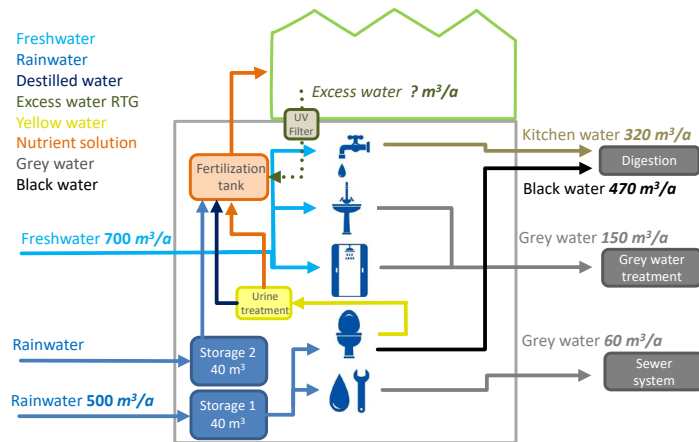 Freshwater
Rainwater
Destilled water
Excess water RTG
Yellow water
Nutrient solution
Grey water
Black water
Excess water ? m³/a
UV
Filter
Fertilization
tank
Kitchen water 320 m³/a
Digestion
Black water 470 m³/a
Freshwater 700 m³/a
Grey water 150 m³/a
Grey water
treatment
Urine
treatment
Rainwater
Storage 2
40 m³
Grey water 60 m³/a
Sewer
system
Rainwater 500 m³/a
Storage 1
40 m³